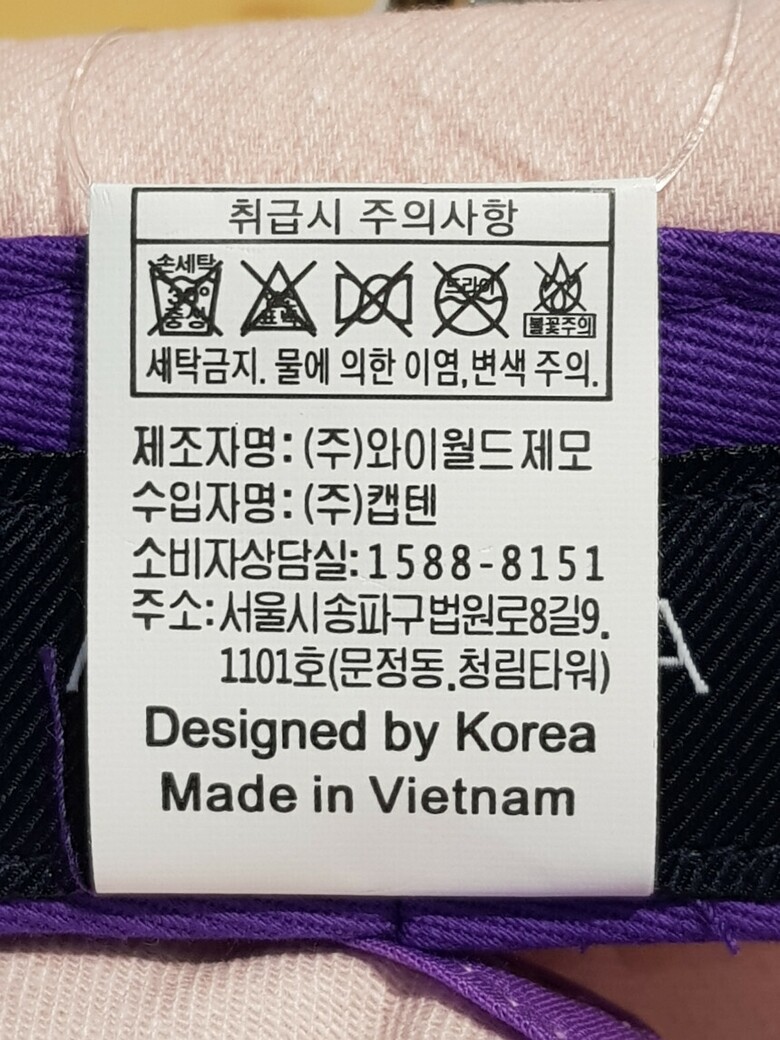 취급시 주의사항
손세탁
30°
중성
표백
드라이
불꽃주의
세탁금지. 물에 의한 이염,변색 주의.
제조자명: (주)와이월드제모
수입자명: (주)캡텐
소비자상담실:1588-8151
주소:서울시송파구법원로8길9.
1101호(문정동.청림타워)
A
Designed by Korea
Made in Vietnam